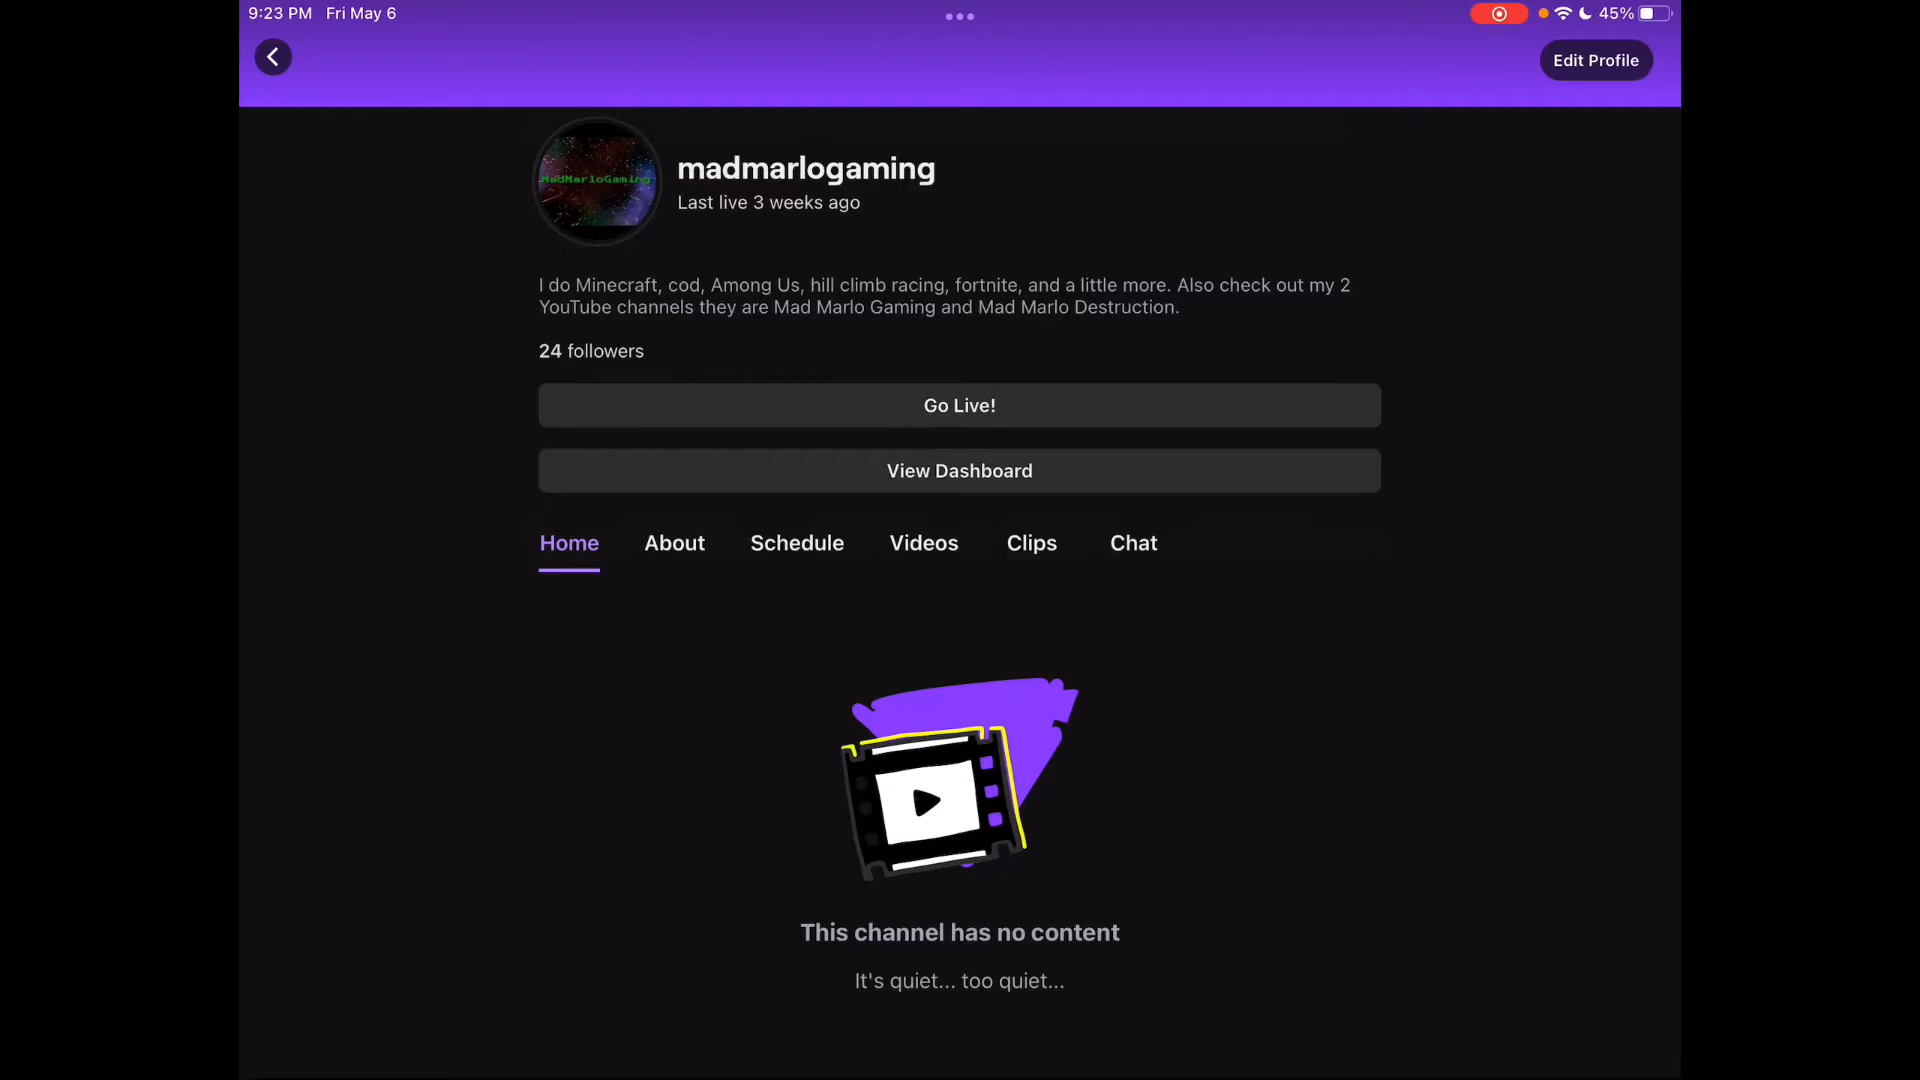 9:23 PM Fri May 6
45%
Edit Profile
MadMarloGaming
madmarlogaming
Last live 3 weeks ago
I do Minecraft, cod, Among Us, hill climb racing, fortnite, and a little more. Also check out my 2
YouTube channels they are Mad Marlo Gaming and Mad Marlo Destruction.
24 followers
Go Live!
View Dashboard
Home About Schedule Videos Clips Chat
This channel has no content
It's quiet... too quiet...